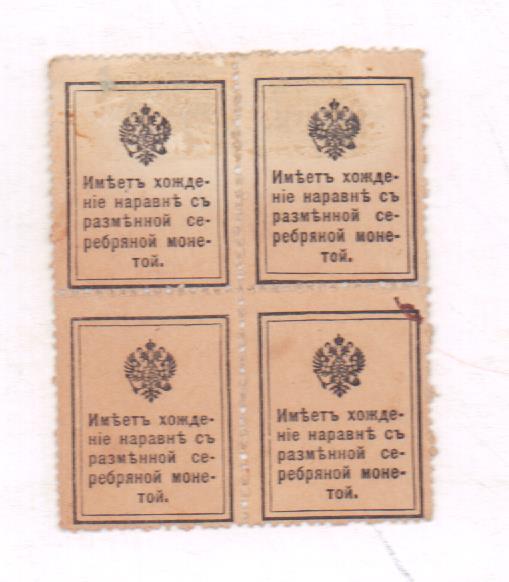 Имѣетъ хожде-
ніе наравнѣ съ
размѣнной се-
ребряной моне-
той.
Имѣетъ хожде-
ніе наравнѣ съ
размѣнной се-
ребряной моне-
той.
Имѣетъ хожде-
ніе наравнѣ съ
размѣнной се-
ребряной моне-
той.
Имѣетъ хожде-
ніе наравнѣ съ
размѣнной се-
ребряной моне-
той.